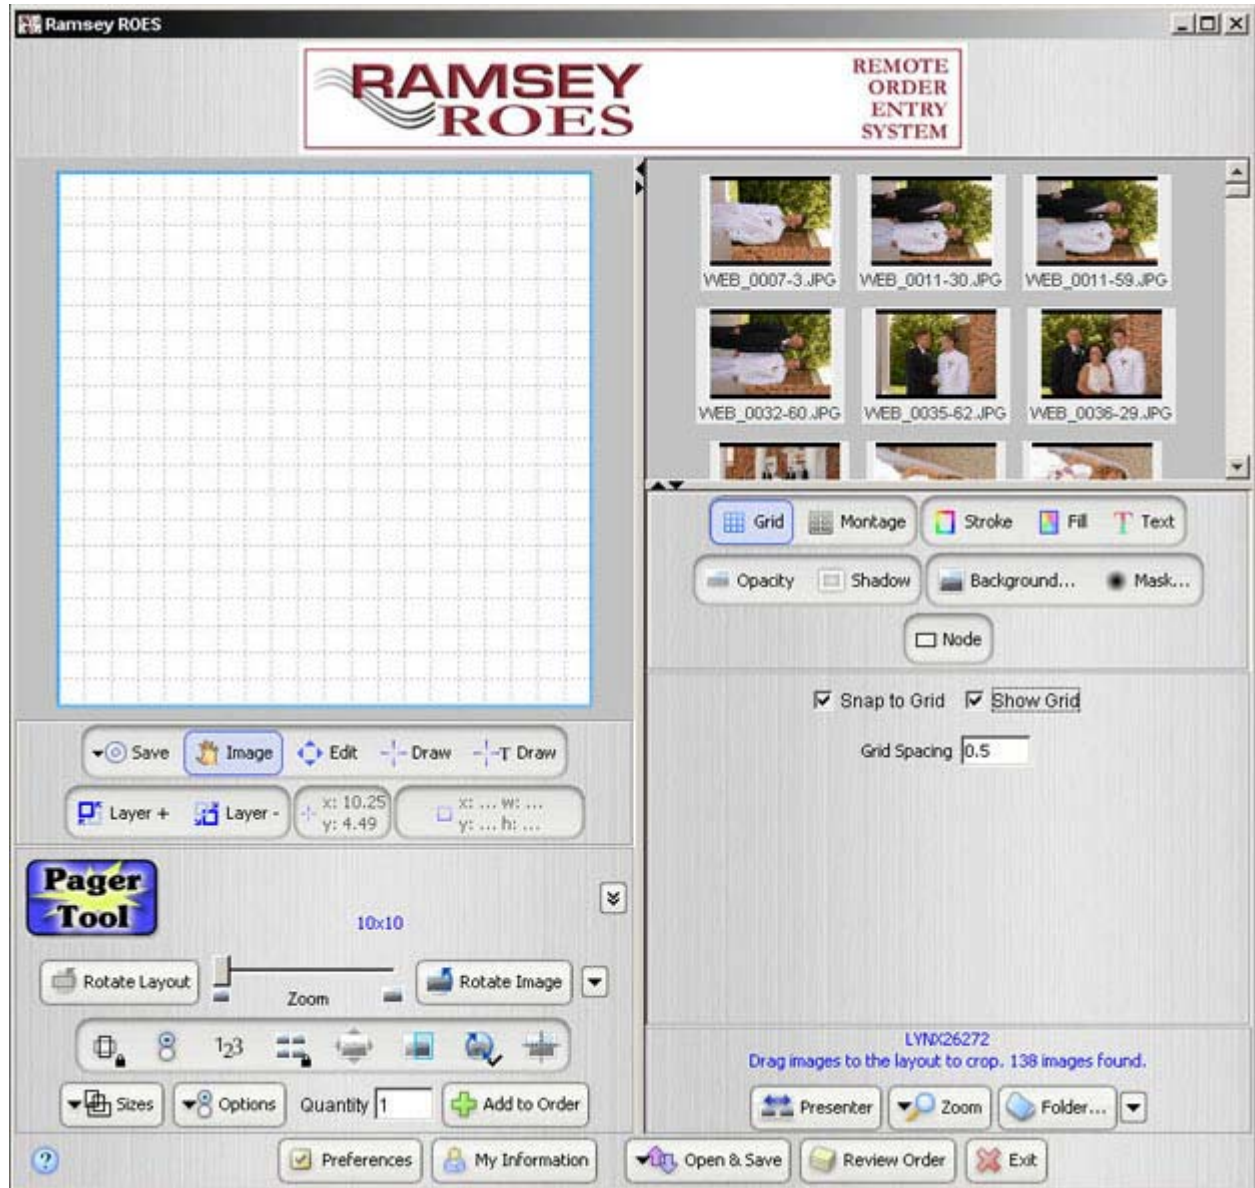 Ramsey ROES
RAMSEY
ROES
REMOTE
ORDER
ENTRY
SYSTEM
WEB_0007-3.JPG WEB_0011-30.JPG WEB_0011-59.JPG
WEB_0032-60.JPG WEB_0035-62.JPG WEB_0036-29.JPG
Grid Montage Stroke Fill Text
Opacity Shadow Background... Mask...
Node
Snap to Grid Show Grid
Grid Spacing 0.5
Save Image Edit Draw T Draw
Layer + Layer - x: 10.25 x: ... w: ...
y: 4.49 y: ... h: ...
Pager
Tool
10x10
Rotate Layout Zoom Rotate Image
123
Sizes Options Quantity 1 Add to Order
LYNX26272
Drag images to the layout to crop. 138 images found.
Presenter Zoom Folder...
? Preferences My Information Open & Save Review Order Exit